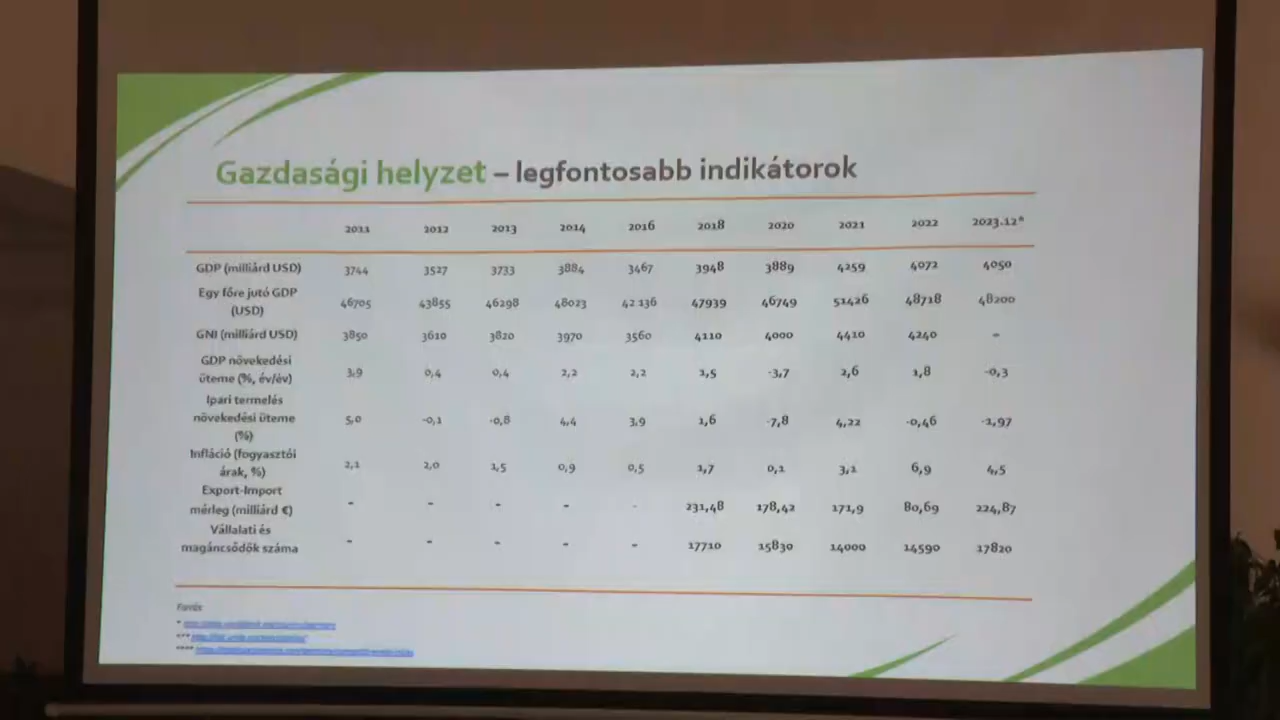 Gazdasági helyzet – legfontosabb indikátorok
2011 2012 2013 2014 2016 2018 2020 2021 2022 2023.12*
GDP (milliárd USD) 3744 3527 3733 3884 3467 3948 3889 4259 4072 4050
Egy főre jutó GDP
(USD) 46705 43855 46298 48023 42 136 47939 46749 51426 48718 48200
GNI (milliárd USD) 3850 3610 3820 3970 3560 4110 4000 4410 4240 -
GDP növekedési
üteme (%, év/év) 3,9 0,4 0,4 2,2 2,2 1,5 -3,7 2,6 1,8 -0,3
Ipari termelés
növekedési üteme
(%) 5,0 -0,1 -0,8 4,4 3,9 1,6 -7,8 4,22 -0,46 -1,97
Infláció (fogyasztói
árak, %) 2,1 2,0 1,5 0,9 0,5 1,7 0,1 3,1 6,9 4,5
Export-Import
mérleg (milliárd €) - - - - - 231,48 178,42 171,9 80,69 224,87
Vállalati és
magáncsődök száma - - - - - 17710 15830 14000 14590 17820